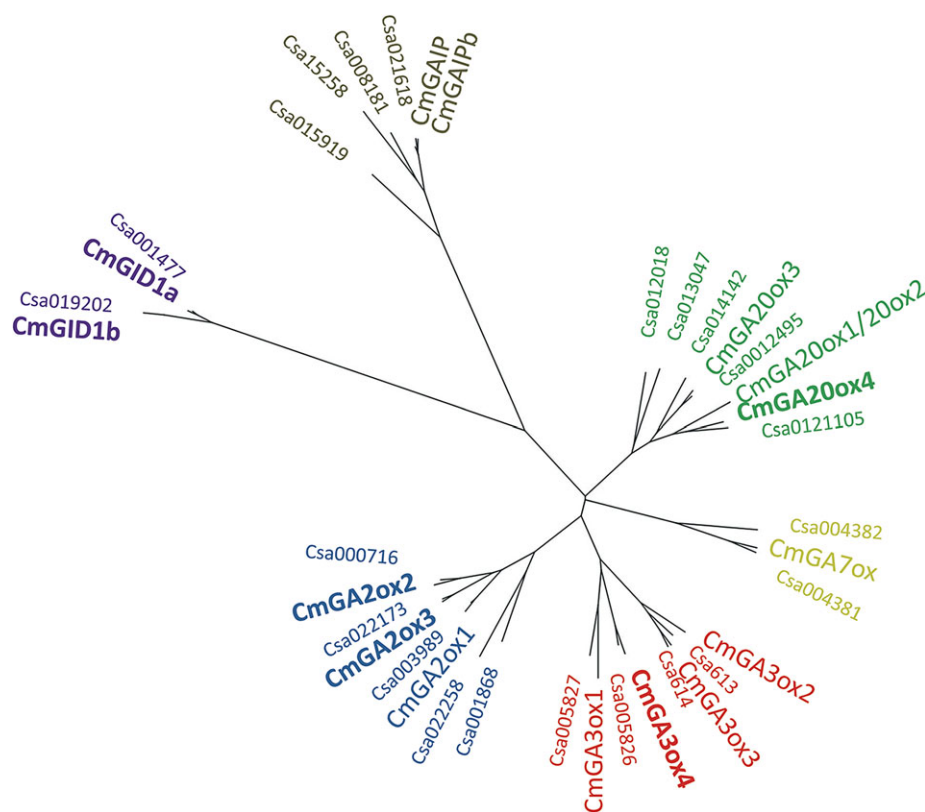 Csa15258
Csa008181
Csa021618
CmGAIP
CmGAIPb
Csa015919
Csa001477
CmGID1a
Csa019202
CmGID1b
Csa012018
Csa013047
Csa014142
CmGA20ox3
Csa0012495
CmGA20ox1/20ox2
CmGA20ox4
Csa0121105
Csa004382
CmGA7ox
Csa004381
CmGA3ox2
Csa613
CmGA3ox3
Csa614
CmGA3ox4
Csa005826
CmGA3ox1
Csa005827
Csa001868
Csa022258
CmGA2ox1
Csa003989
CmGA2ox3
Csa022173
CmGA2ox2
Csa000716